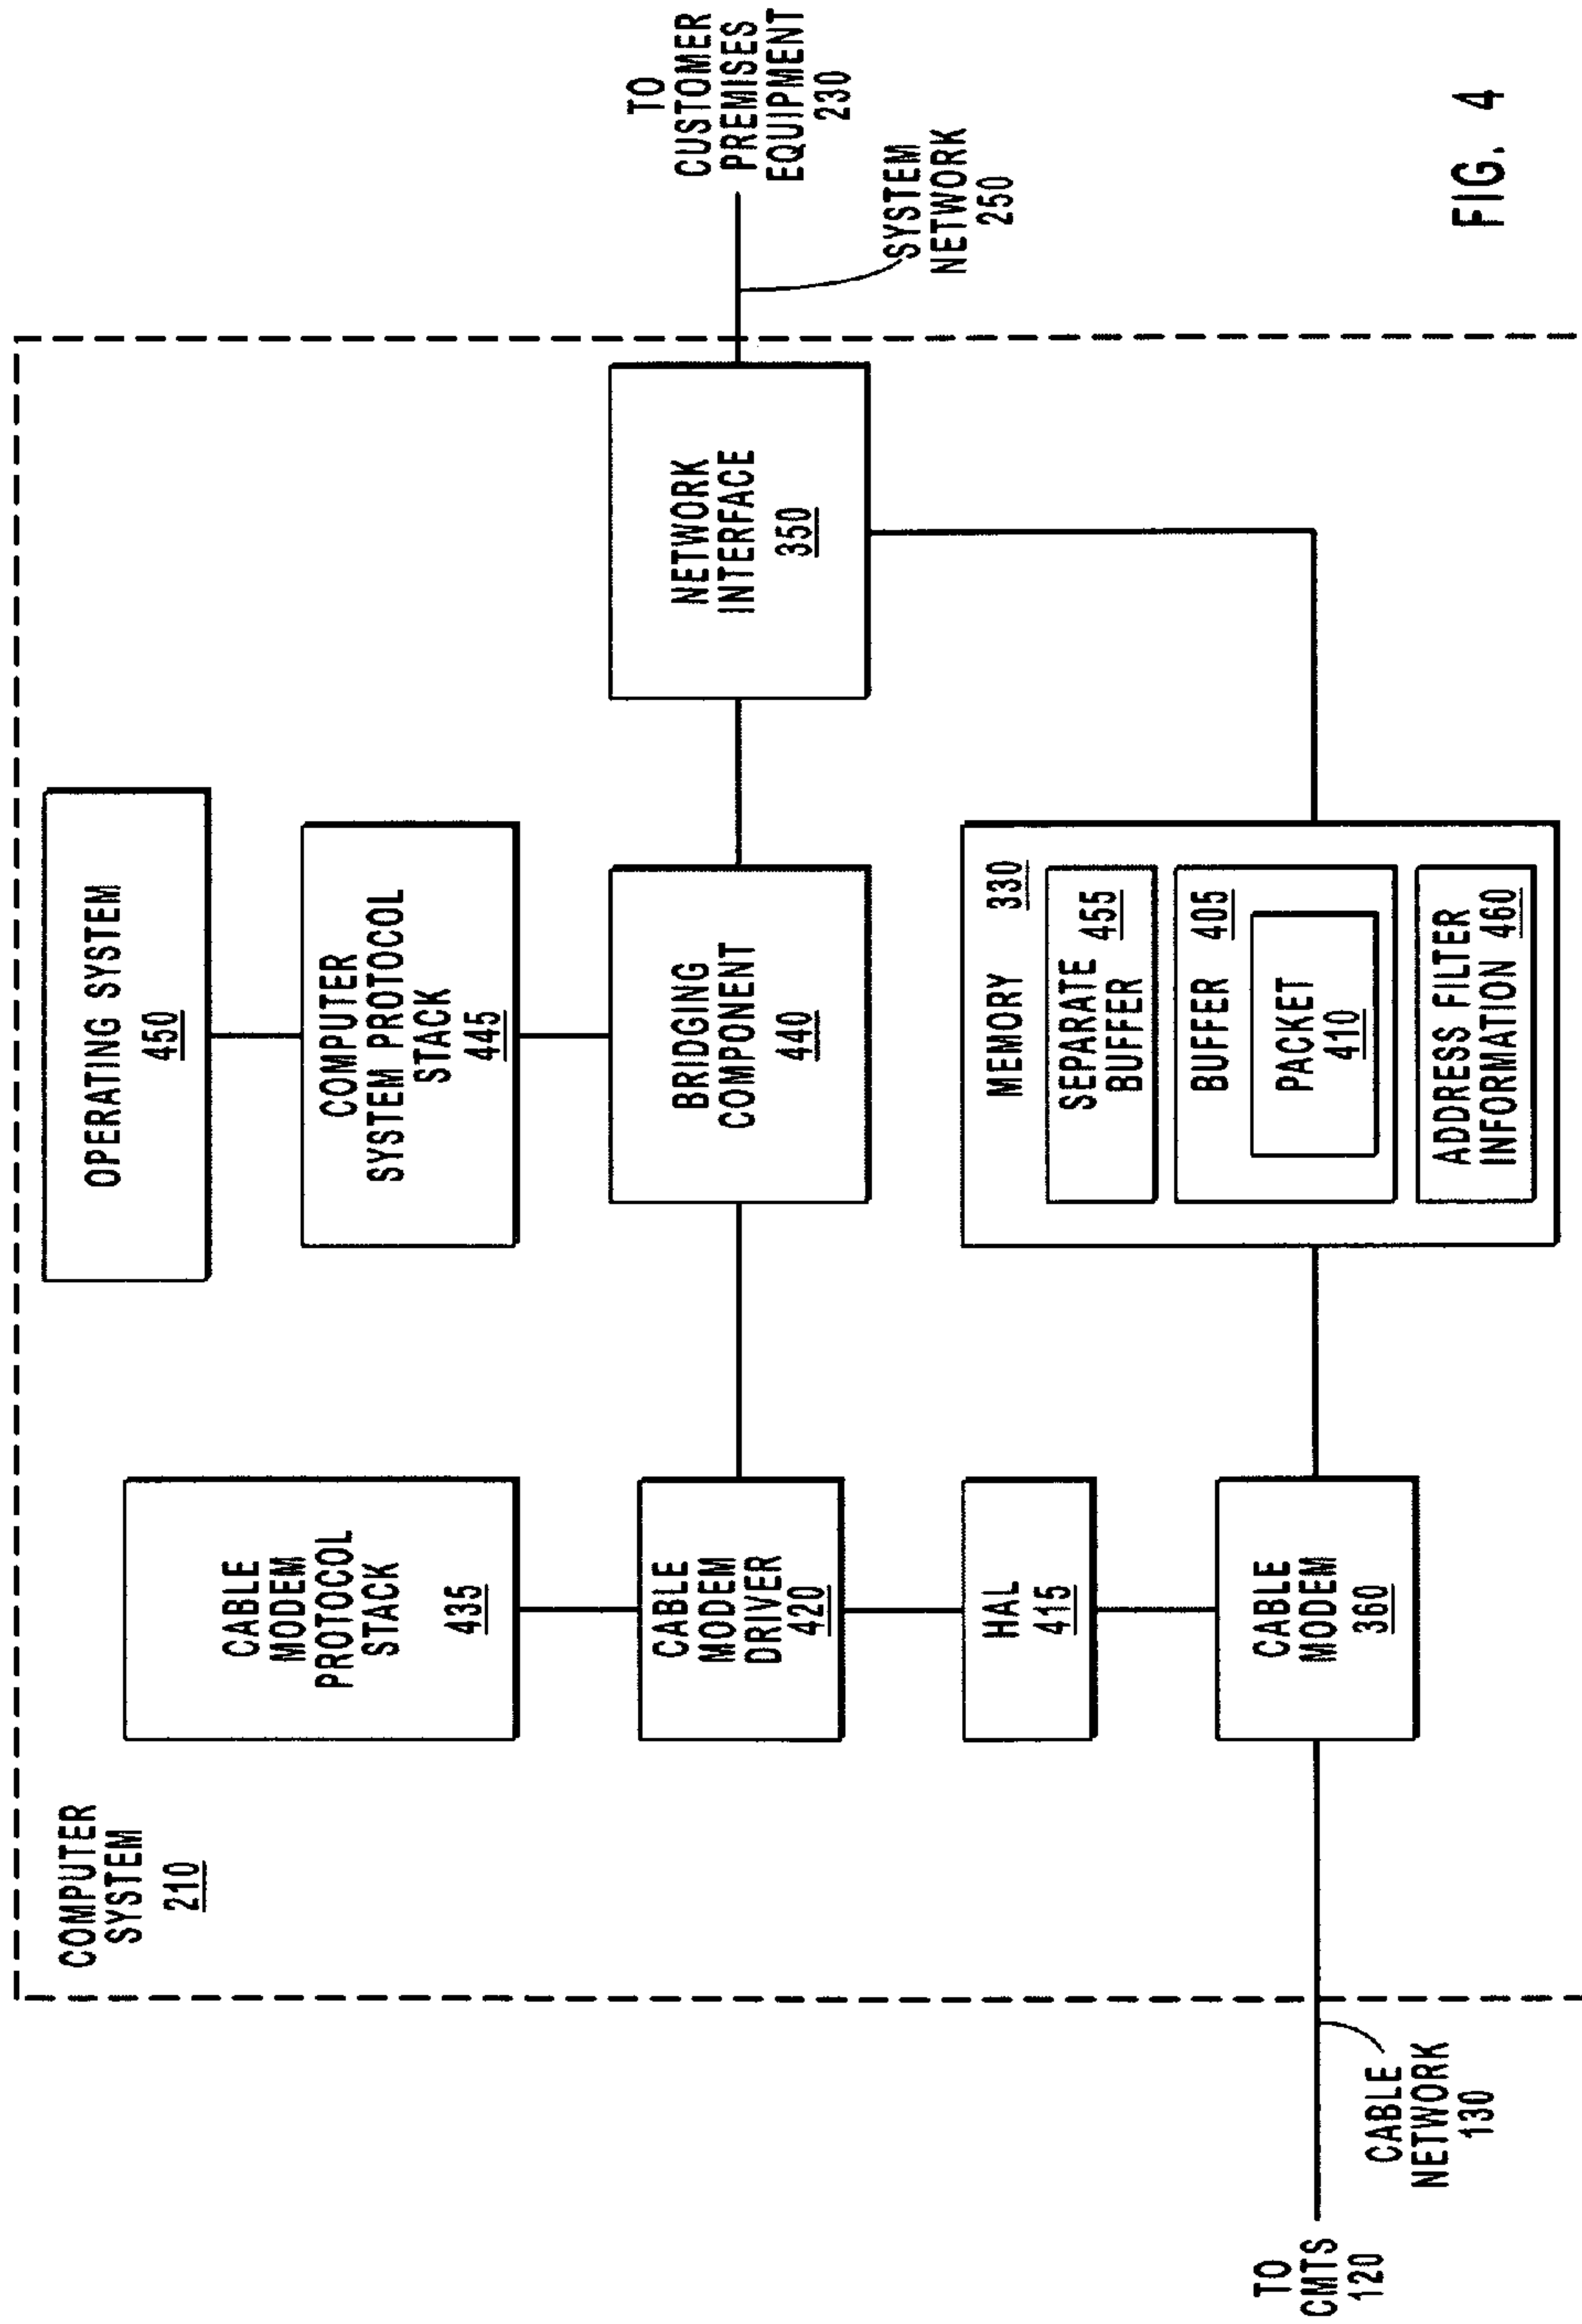 COMPUTER
SYSTEM
210
CABLE
MODEM
PROTOCOL
STACK
435
OPERATING SYSTEM
450
COMPUTER
SYSTEM PROTOCOL
STACK
445
CABLE
MODEM
DRIVER
420
BRIDGING
COMPONENT
440
NETWORK
INTERFACE
350
TO
CUSTOMER
PREMISES
EQUIPMENT
230
SYSTEM
NETWORK
250
HAL
415
CABLE
MODEM
360
MEMORY 330
SEPARATE
BUFFER 455
BUFFER 405
PACKET
410
ADDRESS FILTER
INFORMATION 460
TO
CMTS
120
CABLE
NETWORK
130
FIG. 4